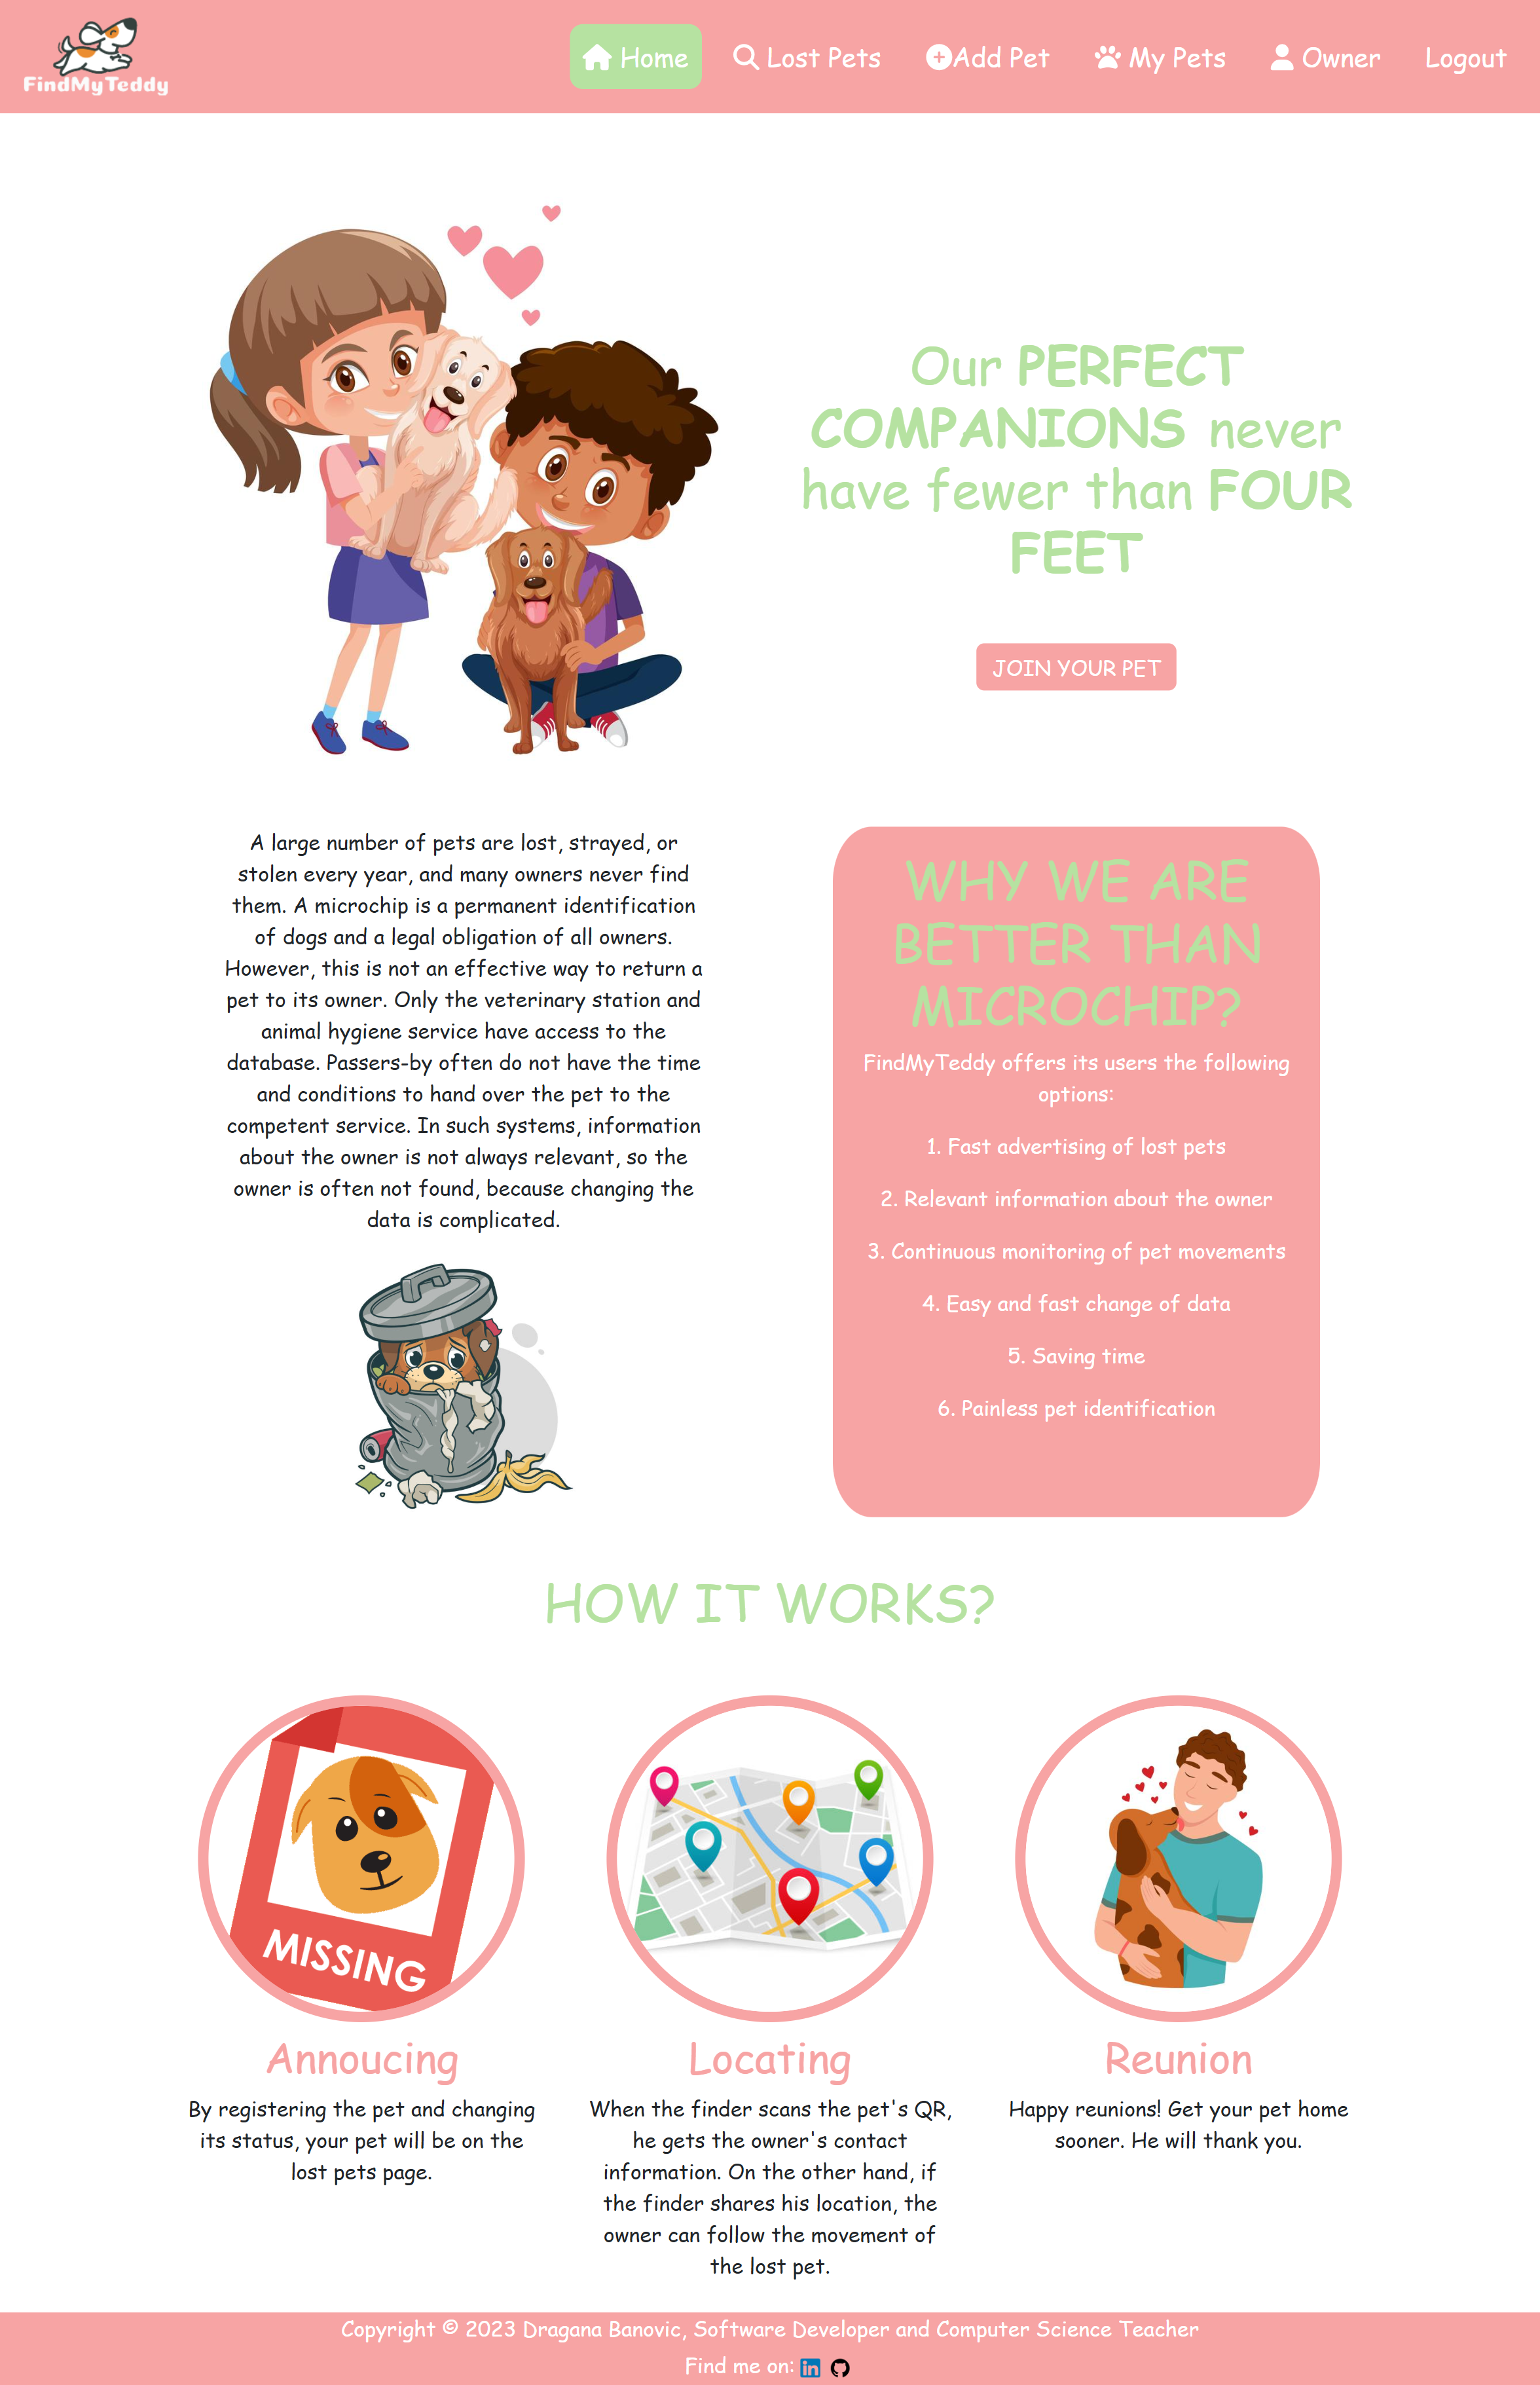 FindMyTeddy
Home
Lost Pets
Add Pet
My Pets
Owner
Logout
Our PERFECT
COMPANIONS never
have fewer than FOUR
FEET
JOIN YOUR PET
A large number of pets are lost, strayed, or
stolen every year, and many owners never find
them. A microchip is a permanent identification
of dogs and a legal obligation of all owners.
However, this is not an effective way to return a
pet to its owner. Only the veterinary station and
animal hygiene service have access to the
database. Passers-by often do not have the time
and conditions to hand over the pet to the
competent service. In such systems, information
about the owner is not always relevant, so the
owner is often not found, because changing the
data is complicated.
WHY WE ARE
BETTER THAN
MICROCHIP?
FindMyTeddy offers its users the following
options:
1. Fast advertising of lost pets
2. Relevant information about the owner
3. Continuous monitoring of pet movements
4. Easy and fast change of data
5. Saving time
6. Painless pet identification
HOW IT WORKS?
MISSING
Annoucing
By registering the pet and changing
its status, your pet will be on the
lost pets page.
Locating
When the finder scans the pet's QR,
he gets the owner's contact
information. On the other hand, if
the finder shares his location, the
owner can follow the movement of
the lost pet.
Reunion
Happy reunions! Get your pet home
sooner. He will thank you.
Copyright © 2023 Dragana Banovic, Software Developer and Computer Science Teacher
Find me on: in